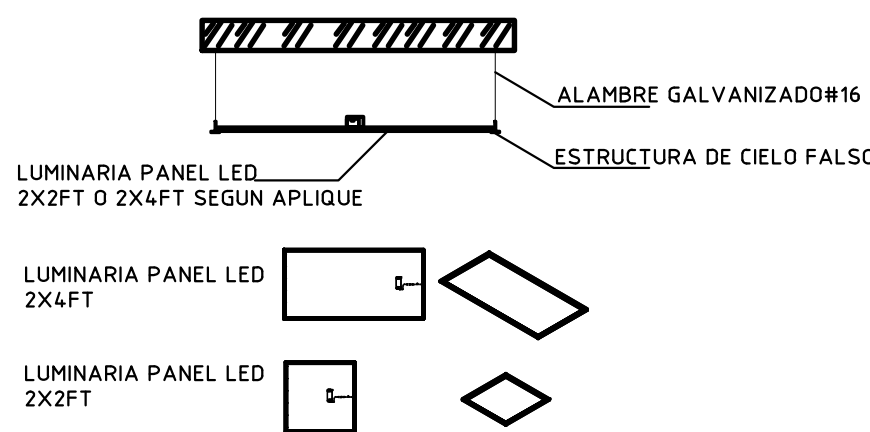 ALAMBRE GALVANIZADO#16
ESTRUCTURA DE CIELO FALSO
LUMINARIA PANEL LED
2X2FT O 2X4FT SEGUN APLIQUE
LUMINARIA PANEL LED
2X4FT
LUMINARIA PANEL LED
2X2FT